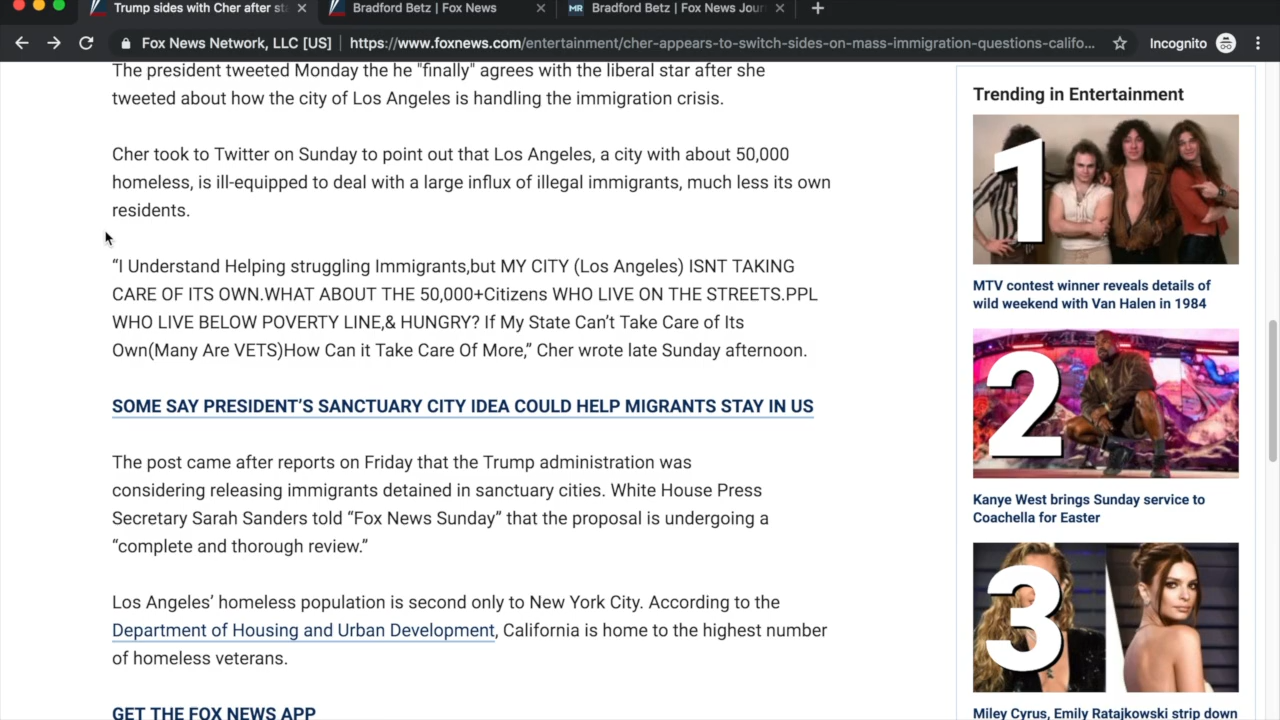 Trump sides with Cher after sta
Bradford Betz | Fox News
MR Bradford Betz | Fox News Jour
Fox News Network, LLC [US] | https://www.foxnews.com/entertainment/cher-appears-to-switch-sides-on-mass-immigration-questions-califo...
Incognito
The president tweeted Monday the he "finally" agrees with the liberal star after she
tweeted about how the city of Los Angeles is handling the immigration crisis.
Cher took to Twitter on Sunday to point out that Los Angeles, a city with about 50,000
homeless, is ill-equipped to deal with a large influx of illegal immigrants, much less its own
residents.
“I Understand Helping struggling Immigrants,but MY CITY (Los Angeles) ISNT TAKING
CARE OF ITS OWN.WHAT ABOUT THE 50,000+Citizens WHO LIVE ON THE STREETS.PPL
WHO LIVE BELOW POVERTY LINE,& HUNGRY? If My State Can’t Take Care of Its
Own(Many Are VETS)How Can it Take Care Of More,” Cher wrote late Sunday afternoon.
SOME SAY PRESIDENT’S SANCTUARY CITY IDEA COULD HELP MIGRANTS STAY IN US
The post came after reports on Friday that the Trump administration was
considering releasing immigrants detained in sanctuary cities. White House Press
Secretary Sarah Sanders told “Fox News Sunday” that the proposal is undergoing a
“complete and thorough review.”
Los Angeles’ homeless population is second only to New York City. According to the
Department of Housing and Urban Development, California is home to the highest number
of homeless veterans.
GET THE FOX NEWS APP
Trending in Entertainment
1
MTV contest winner reveals details of
wild weekend with Van Halen in 1984
2
Kanye West brings Sunday service to
Coachella for Easter
3
Miley Cyrus, Emily Ratajkowski strip down